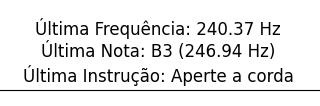 Última Frequência: 240.37 Hz
Última Nota: B3 (246.94 Hz)
Última Instrução: Aperte a corda